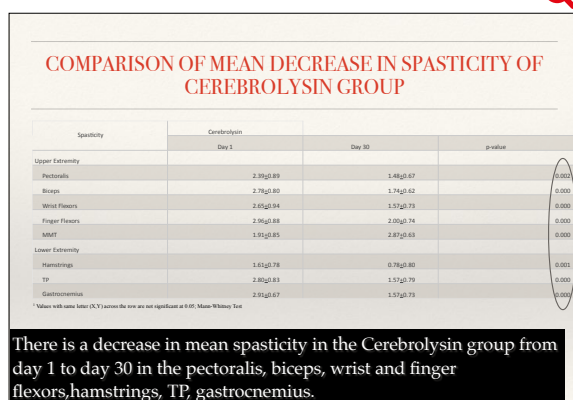 COMPARISON OF MEAN DECREASE IN SPASTICITY OF
CEREBROLYSIN GROUP
Spasticity Cerebrolysin
Day 1 Day 30 p-value
Upper Extremity
Pectoralis 2.39±0.89 1.48±0.67 0.002
Biceps 2.78±0.80 1.74±0.62 0.000
Wrist Flexors 2.65±0.94 1.57±0.73 0.000
Finger Flexors 2.96±0.88 2.00±0.74 0.000
MMT 1.91±0.85 2.87±0.63 0.000
Lower Extremity
Hamstrings 1.61±0.78 0.78±0.80 0.001
TP 2.80±0.83 1.57±0.79 0.000
Gastrocnemius 2.91±0.67 1.57±0.73 0.000
¹ Values with same letter (X,Y) across the row are not significant at 0.05; Mann-Whitney Test
There is a decrease in mean spasticity in the Cerebrolysin group from
day 1 to day 30 in the pectoralis, biceps, wrist and finger
flexors,hamstrings, TP, gastrocnemius.